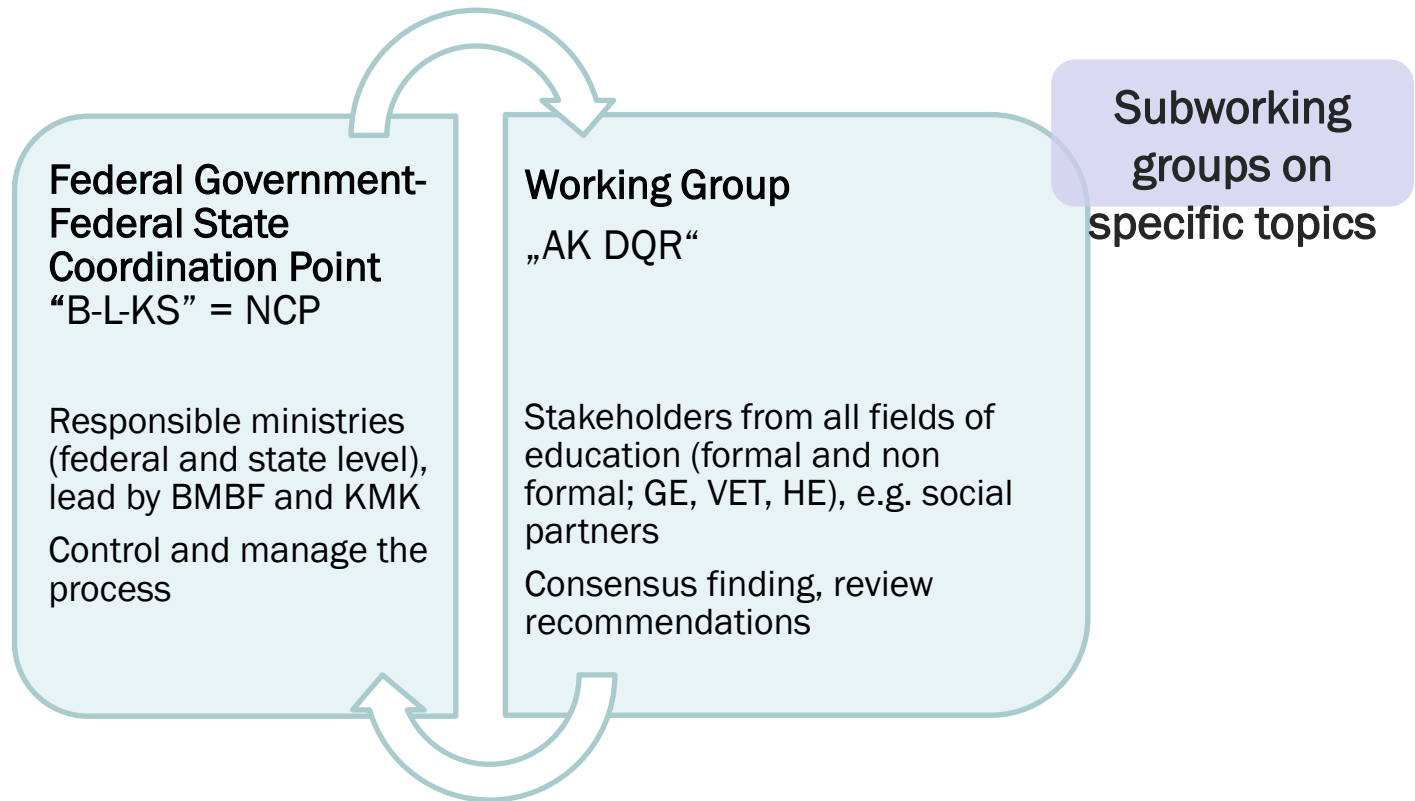 Federal Government-
Federal State
Coordination Point
“B-L-KS” = NCP
Responsible ministries
(federal and state level),
lead by BMBF and KMK
Control and manage the
process
Working Group
„AK DQR“
Stakeholders from all fields of
education (formal and non
formal; GE, VET, HE), e.g. social
partners
Consensus finding, review
recommendations
Subworking
groups on
specific topics